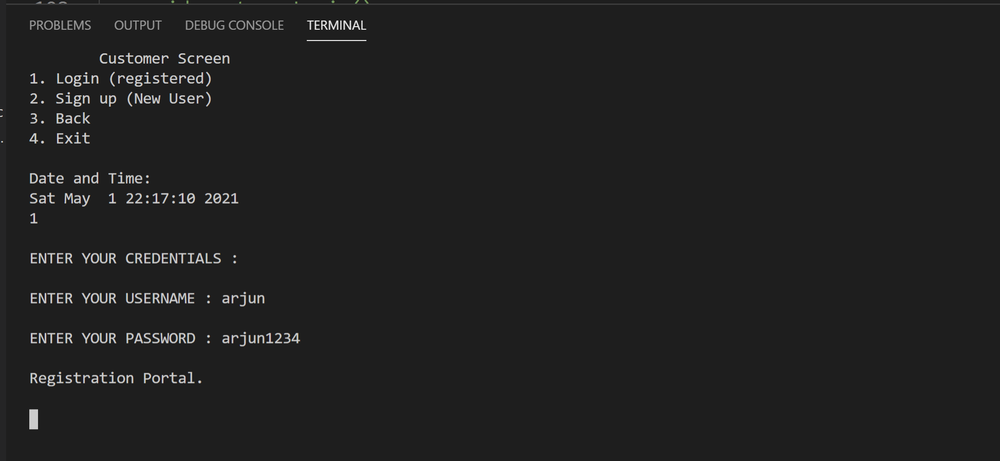 PROBLEMS OUTPUT DEBUG CONSOLE TERMINAL
Customer Screen
1. Login (registered)
2. Sign up (New User)
3. Back
4. Exit
Date and Time:
Sat May  1 22:17:10 2021
1
ENTER YOUR CREDENTIALS :
ENTER YOUR USERNAME : arjun
ENTER YOUR PASSWORD : arjun1234
Registration Portal.